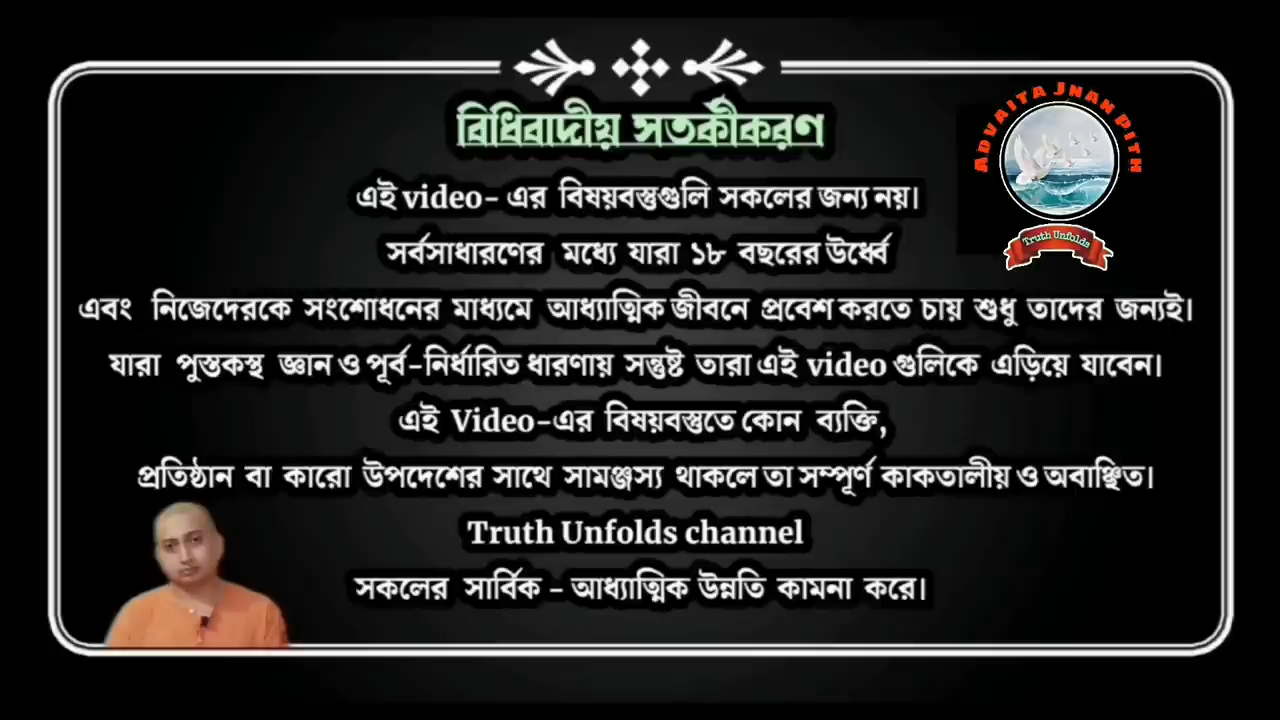 বিধিবাদীয় সতর্কীকরণ
ADVAITA JNAN PITH
Truth Unfolds
এই video- এর বিষয়বস্তুগুলি সকলের জন্য নয়।
সর্বসাধারণের মধ্যে যারা ১৮ বছরের উর্ধ্বে
এবং নিজেদেরকে সংশোধনের মাধ্যমে আধ্যাত্মিক জীবনে প্রবেশ করতে চায় শুধু তাদের জন্যই।
যারা পুস্তকস্থ জ্ঞান ও পূর্ব-নির্ধারিত ধারণায় সন্তুষ্ট তারা এই video গুলিকে এড়িয়ে যাবেন।
এই Video-এর বিষয়বস্তুতে কোন ব্যক্তি,
প্রতিষ্ঠান বা কারো উপদেশের সাথে সামঞ্জস্য থাকলে তা সম্পূর্ণ কাকতালীয় ও অবাঞ্ছিত।
Truth Unfolds channel
সকলের সার্বিক - আধ্যাত্মিক উন্নতি কামনা করে।